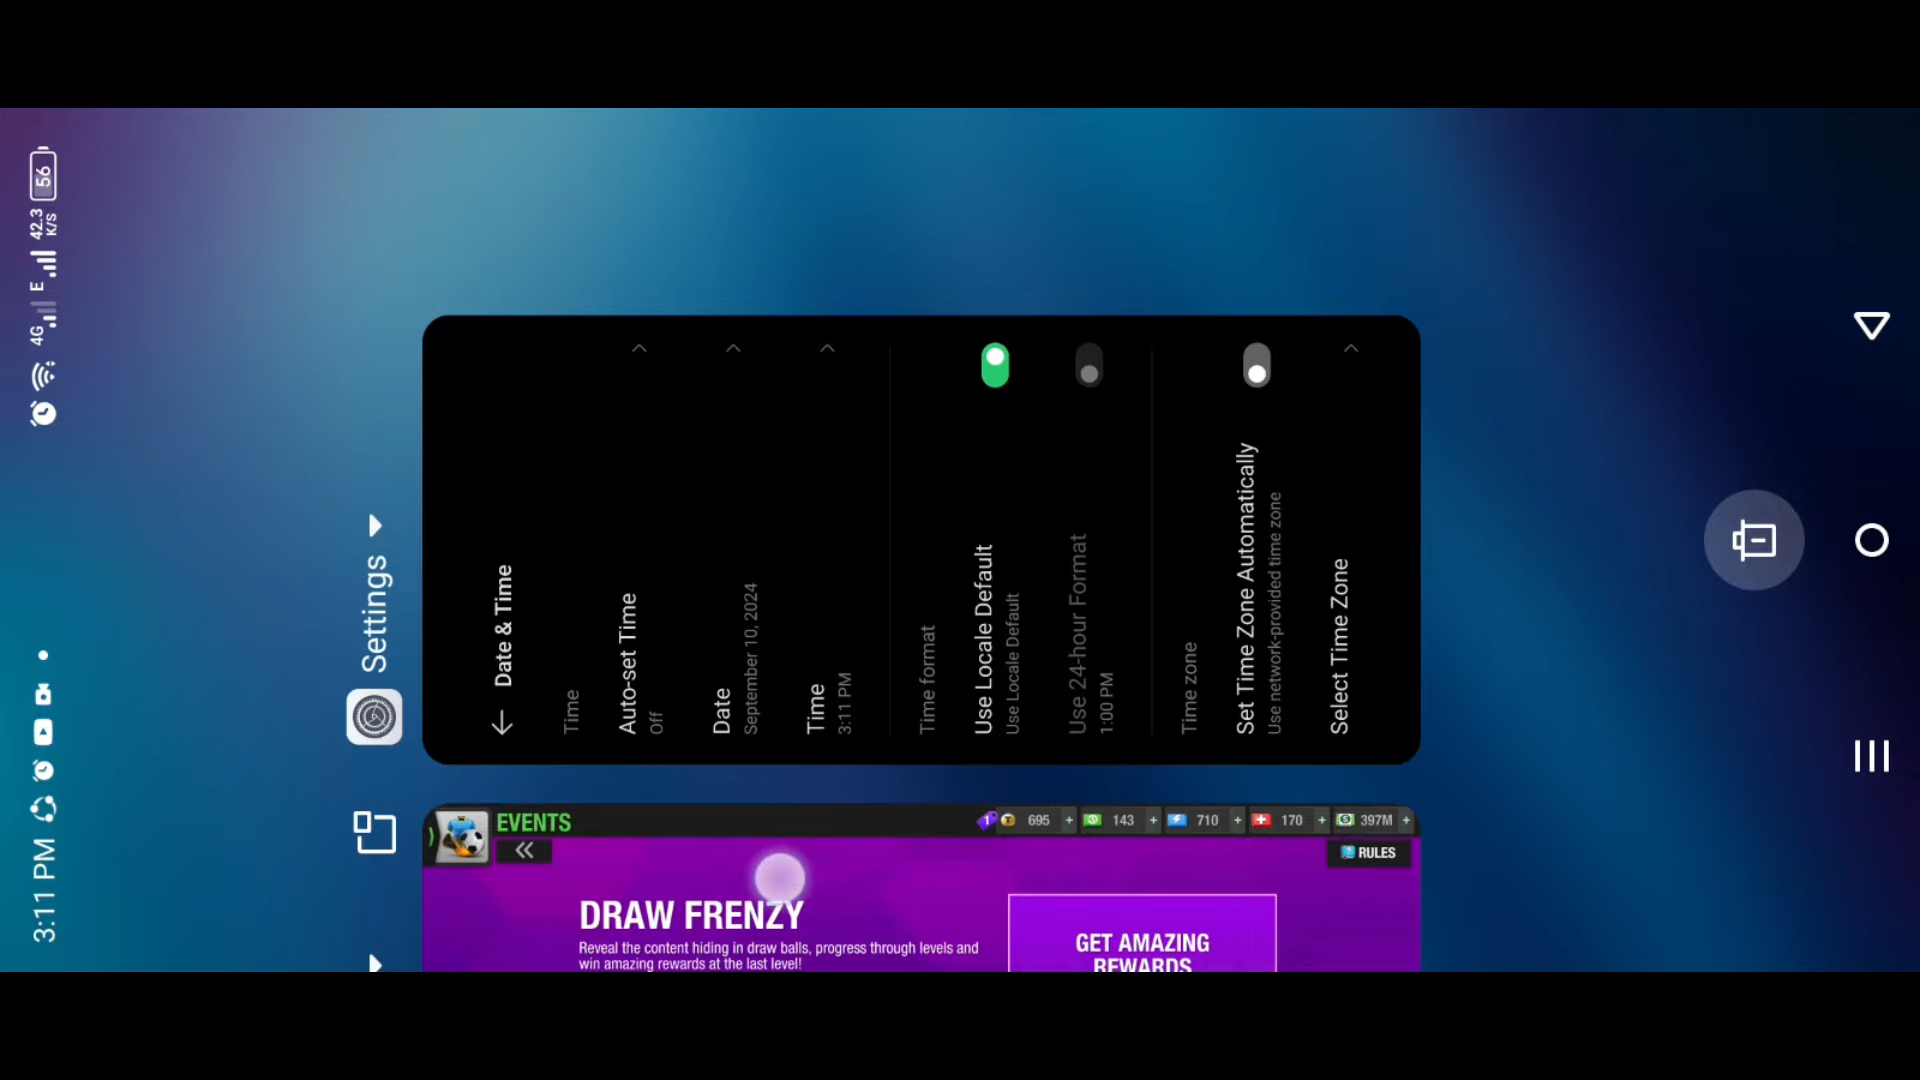 3:11 PM
4G E 42.3 K/S 56
Settings
Date & Time
Time
Auto-set Time
Off
Date
September 10, 2024
Time
3:11 PM
Time format
Use Locale Default
Use Locale Default
Use 24-hour Format
1:00 PM
Time zone
Set Time Zone Automatically
Use network-provided time zone
Select Time Zone
EVENTS
1 695 + 143 + 710 + 170 + 397M +
RULES
DRAW FRENZY
Reveal the content hiding in draw balls, progress through levels and
win amazing rewards at the last level!
GET AMAZING
REWARDS